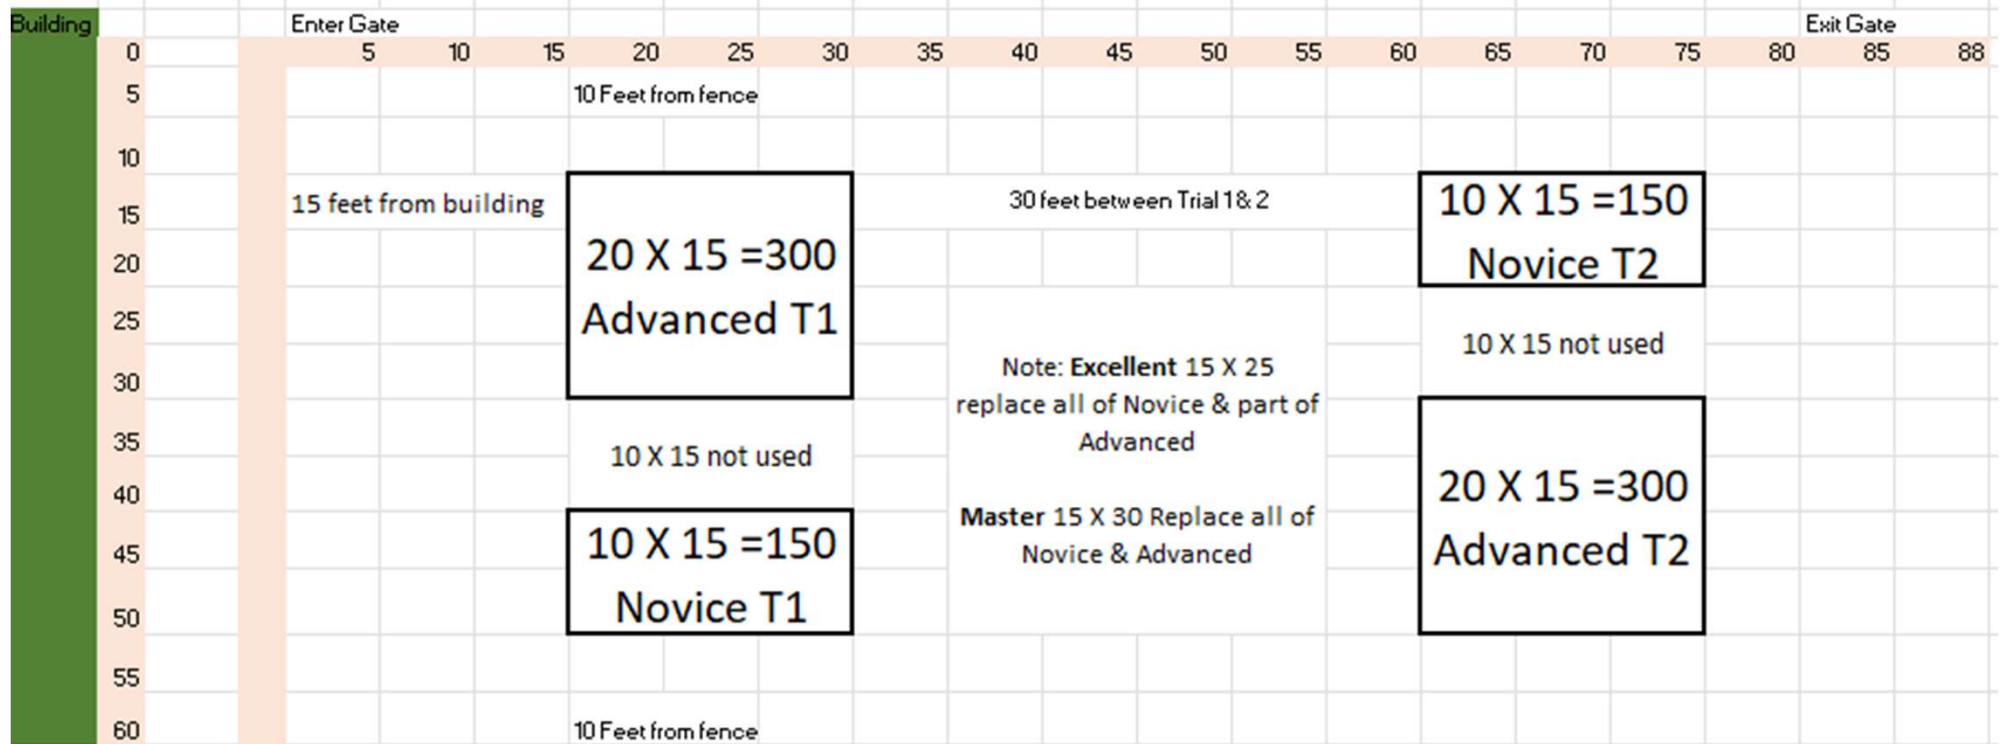 Building Enter Gate Exit Gate
0 5 10 15 20 25 30 35 40 45 50 55 60 65 70 75 80 85 88
5 10 Feet from fence
10
15 feet from building 30 feet between Trial 1& 2 10 X 15 =150
15
20 X 15 =300
20 Novice T2
Advanced T1
25
10 X 15 not used
Note: Excellent 15 X 25
30
replace all of Novice & part of
Advanced
35
10 X 15 not used
40 20 X 15 =300
Master 15 X 30 Replace all of
10 X 15 =150
45 Novice & Advanced Advanced T2
Novice T1
50
55
60 10 Feet from fence